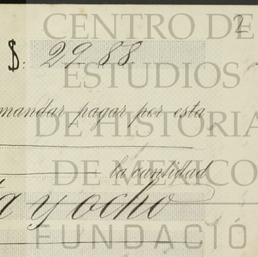 CENTRO DE 2
$. 29.88.
ESTUDIOS
mandar pagar por esta
DE HISTORIA
la cantidad
DE MEXICO
y ocho
FUNDACIÓ